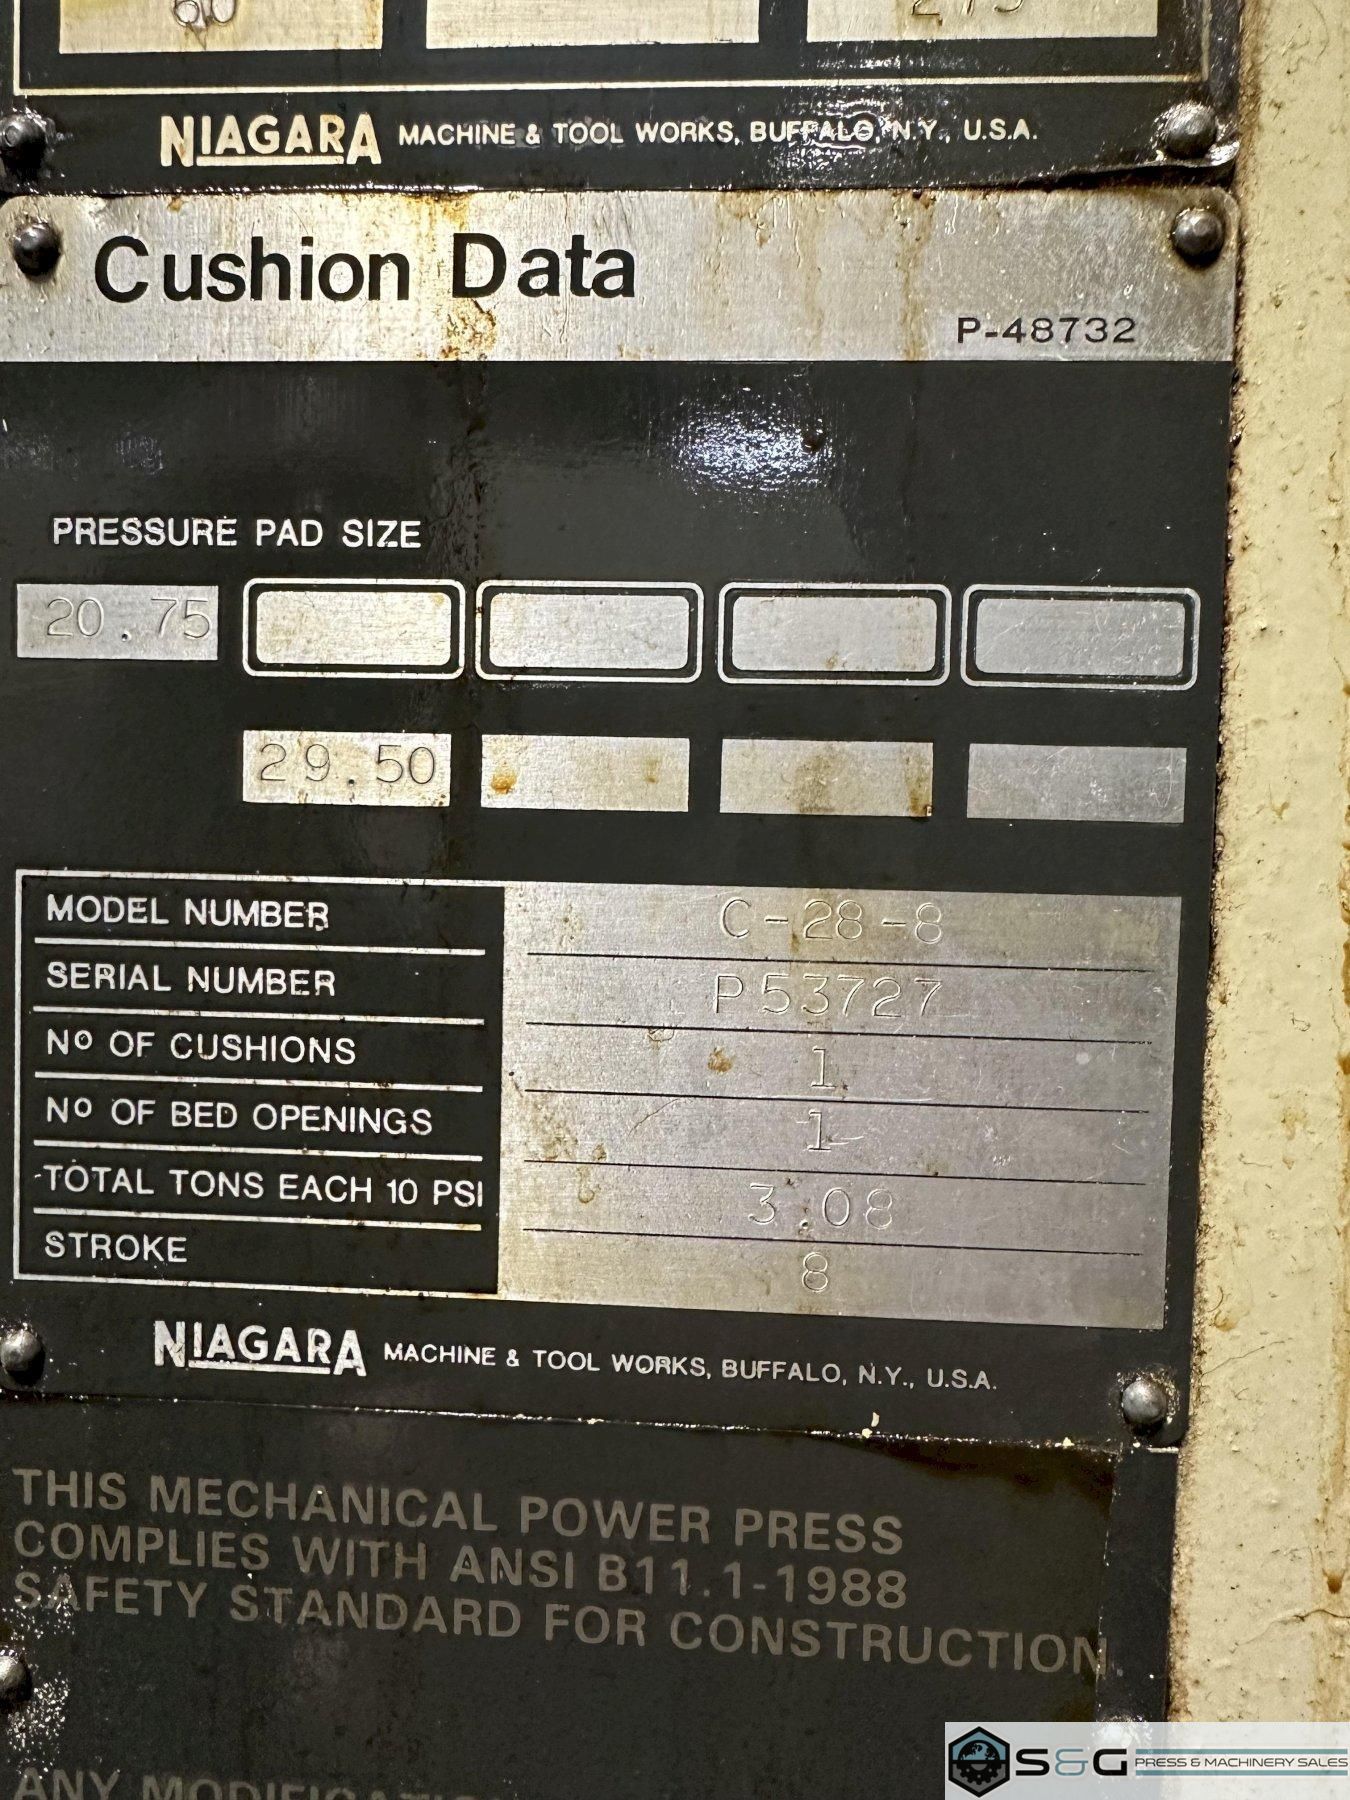 60
NIAGARA MACHINE & TOOL WORKS, BUFFALO, N.Y., U.S.A.
Cushion Data
P-48732
PRESSURE PAD SIZE
20.75
29.50
MODEL NUMBER C-28-8
SERIAL NUMBER P53727
Nº OF CUSHIONS 1
Nº OF BED OPENINGS 1
TOTAL TONS EACH 10 PSI 3.08
STROKE 8
NIAGARA MACHINE & TOOL WORKS, BUFFALO, N.Y., U.S.A.
THIS MECHANICAL POWER PRESS
COMPLIES WITH ANSI B11.1-1988
SAFETY STANDARD FOR CONSTRUCTION
ANY
S&G PRESS & MACHINERY SALES